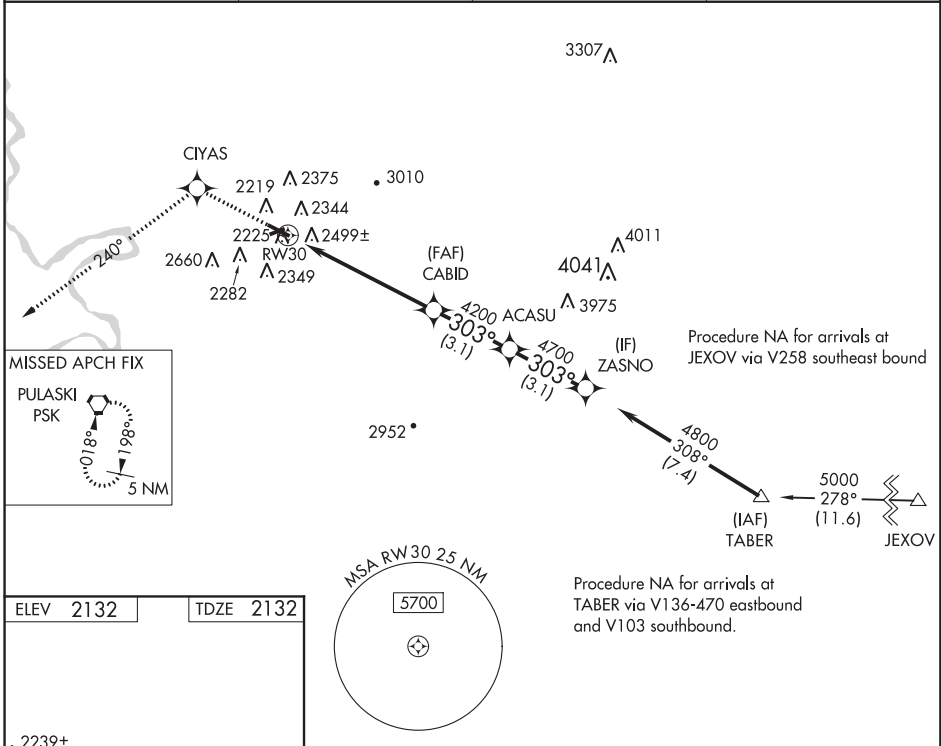 3307
CIYAS
2375
3010
2219
2344
2225
2499±
RW30
2660
2282
2349
240°
4011
4041
3975
(FAF)
CABID
4200
303°
(3.1)
ACASU
4700
303°
(3.1)
(IF)
ZASNO
Procedure NA for arrivals at
JEXOV via V258 southeast bound
MISSED APCH FIX
PULASKI
PSK
018°
198°
5 NM
2952
4800
308°
(7.4)
5000
278°
(11.6)
(IAF)
TABER
JEXOV
MSA RW30 25 NM
5700
Procedure NA for arrivals at
TABER via V136-470 eastbound
and V103 southbound.
ELEV 2132
TDZE 2132
2239±